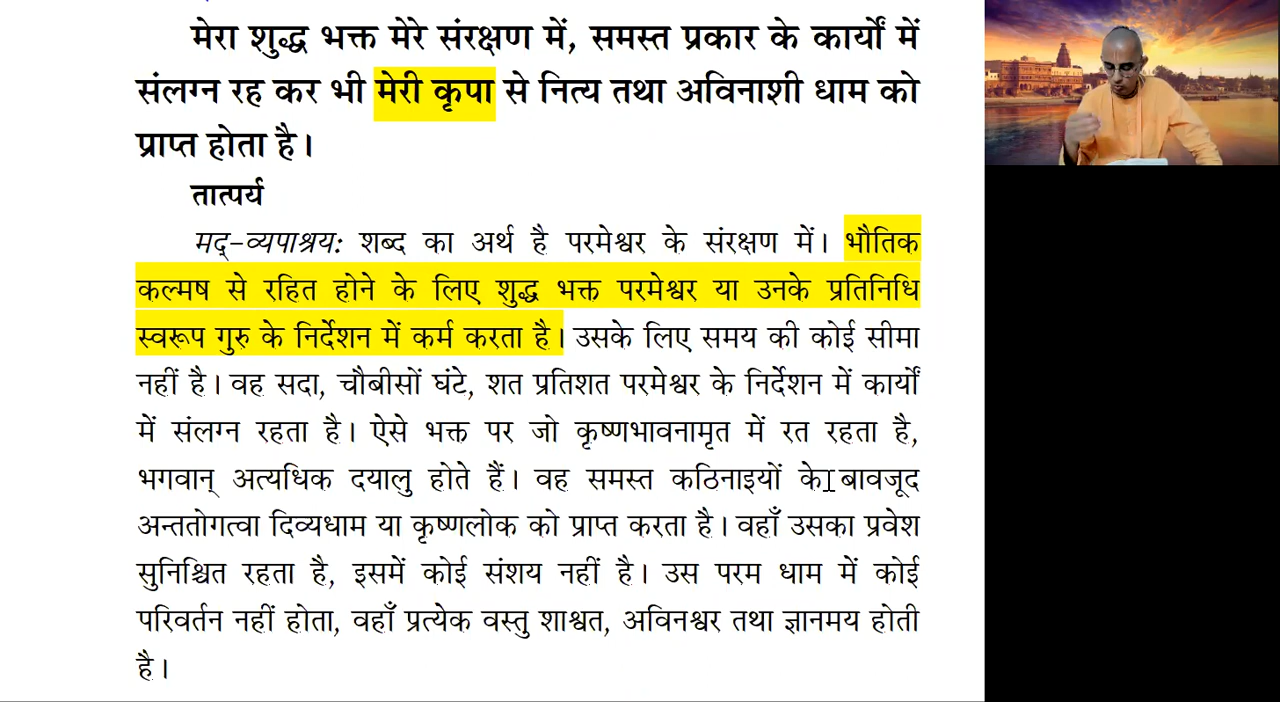 मेरा शुद्ध भक्त मेरे संरक्षण में, समस्त प्रकार के कार्यों में
संलग्न रह कर भी मेरी कृपा से नित्य तथा अविनाशी धाम को
प्राप्त होता है।
तात्पर्य
मद्-व्यपाश्रय: शब्द का अर्थ है परमेश्वर के संरक्षण में। भौतिक
कल्मष से रहित होने के लिए शुद्ध भक्त परमेश्वर या उनके प्रतिनिधि
स्वरूप गुरु के निर्देशन में कर्म करता है। उसके लिए समय की कोई सीमा
नहीं है। वह सदा, चौबीसों घंटे, शत प्रतिशत परमेश्वर के निर्देशन में कार्यों
में संलग्न रहता है। ऐसे भक्त पर जो कृष्णभावनामृत में रत रहता है,
भगवान् अत्यधिक दयालु होते हैं। वह समस्त कठिनाइयों के बावजूद
अन्ततोगत्वा दिव्यधाम या कृष्णलोक को प्राप्त करता है। वहाँ उसका प्रवेश
सुनिश्चित रहता है, इसमें कोई संशय नहीं है। उस परम धाम में कोई
परिवर्तन नहीं होता, वहाँ प्रत्येक वस्तु शाश्वत, अविनश्वर तथा ज्ञानमय होती
है।